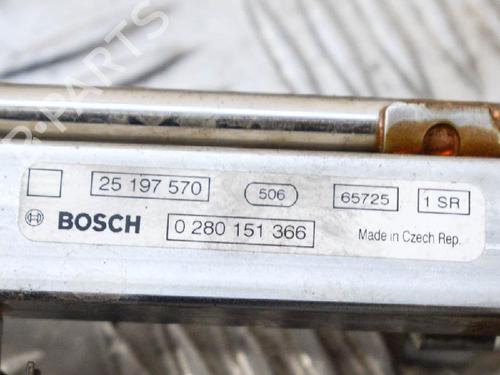 25 197 570 506 65725 1 SR
BOSCH 0 280 151 366 Made in Czech Rep.